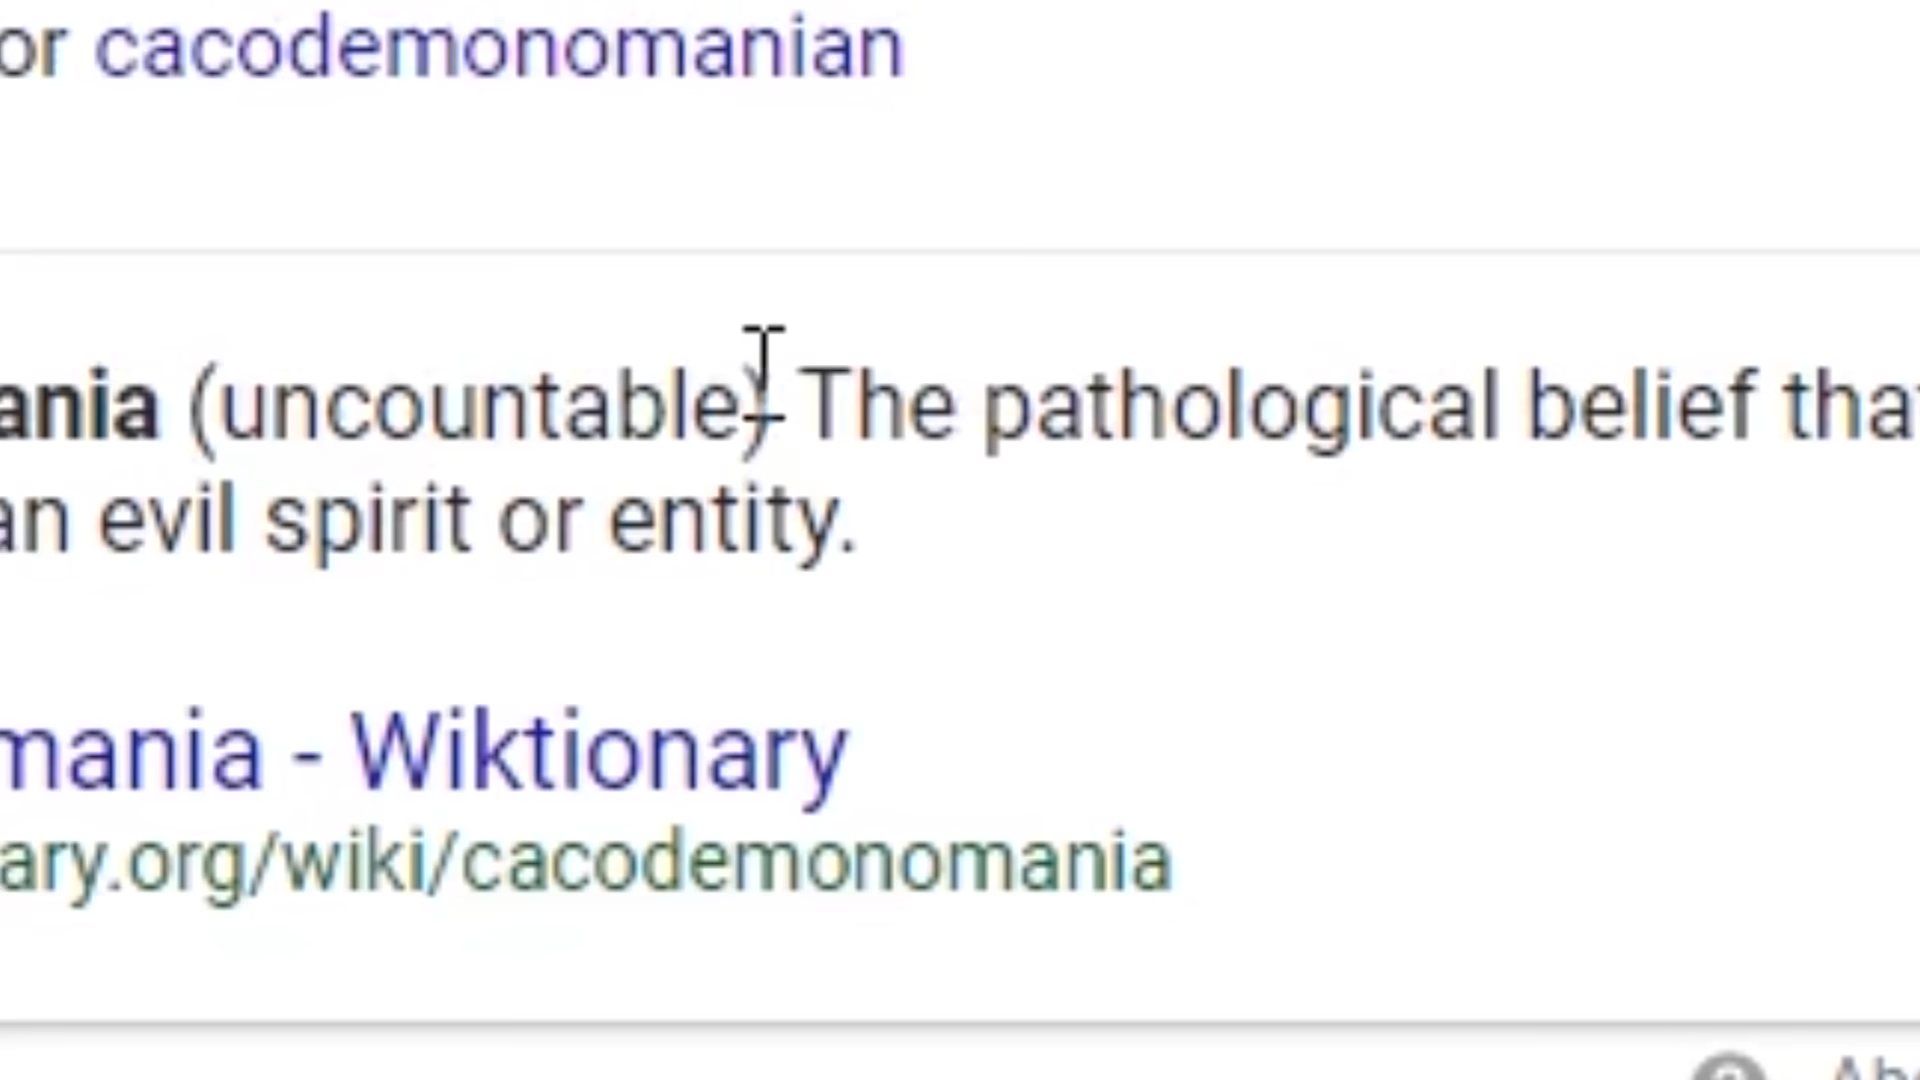 or cacodemonomanian
ania (uncountable) The pathological belief tha
an evil spirit or entity.
mania - Wiktionary
ary.org/wiki/cacodemonomania